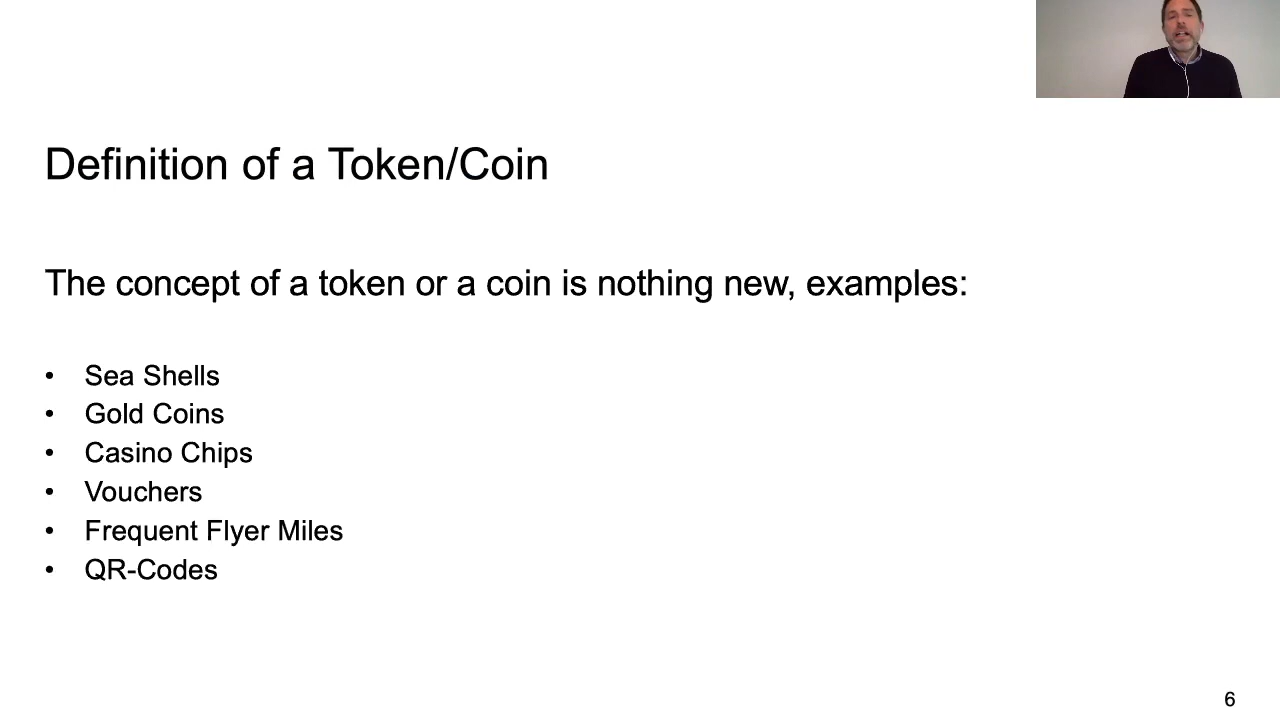 Definition of a Token/Coin
The concept of a token or a coin is nothing new, examples:
• Sea Shells
• Gold Coins
• Casino Chips
• Vouchers
• Frequent Flyer Miles
• QR-Codes
6